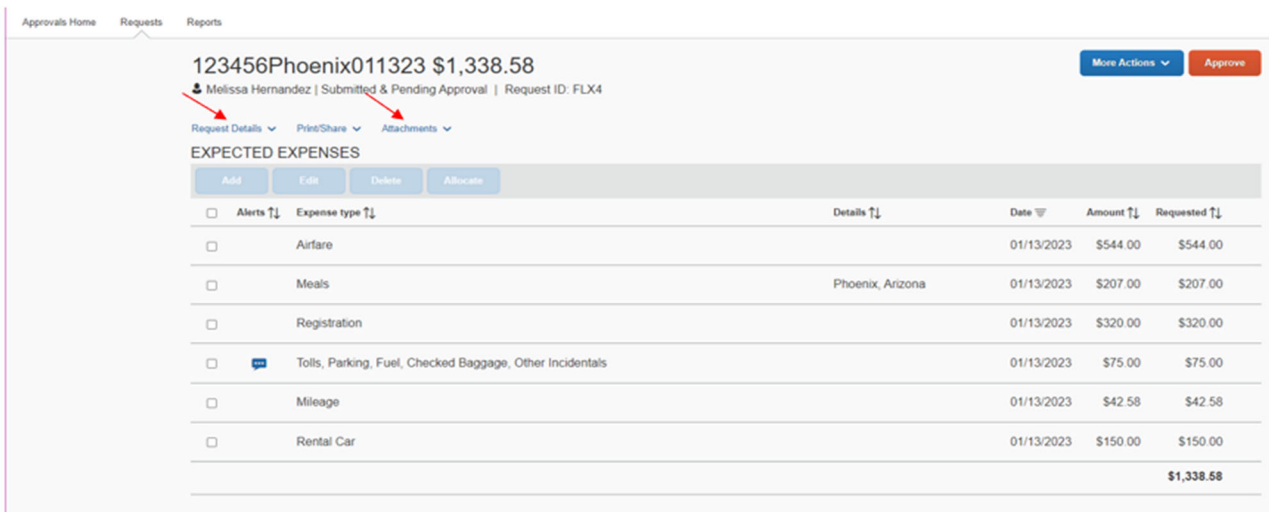 Approvals Home Requests Reports
123456Phoenix011323 $1,338.58
More Actions Approve
Melissa Hernandez | Submitted & Pending Approval | Request ID: FLX4
Request Details Print/Share Attachments
EXPECTED EXPENSES
Add Edit Delete Allocate
Alerts Expense type Details Date Amount Requested
Airfare 01/13/2023 $544.00 $544.00
Meals Phoenix, Arizona 01/13/2023 $207.00 $207.00
Registration 01/13/2023 $320.00 $320.00
Tolls, Parking, Fuel, Checked Baggage, Other Incidentals 01/13/2023 $75.00 $75.00
Mileage 01/13/2023 $42.58 $42.58
Rental Car 01/13/2023 $150.00 $150.00
$1,338.58